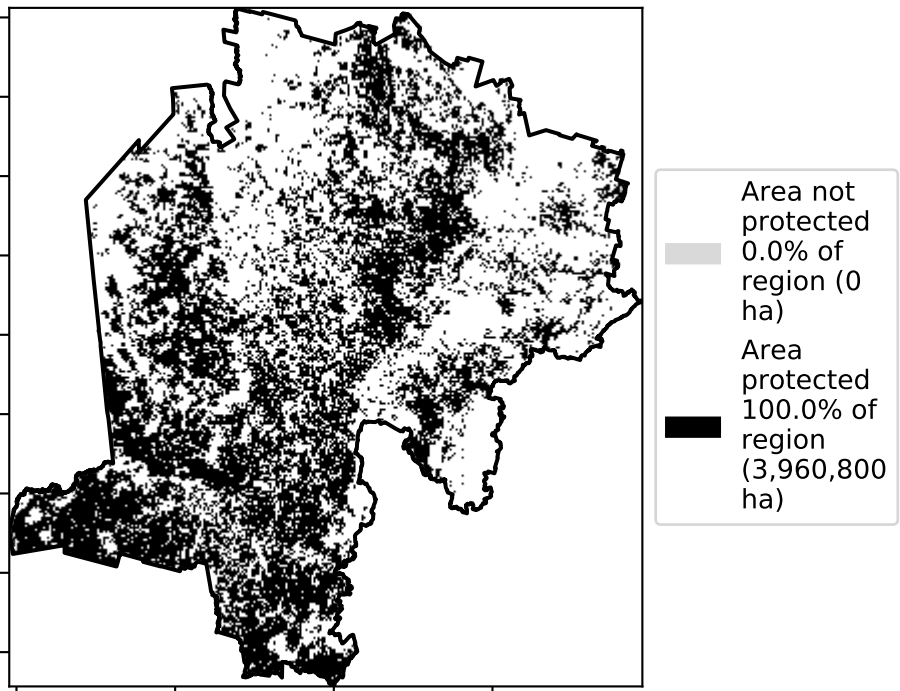 Area not
protected
0.0% of
region (0
ha)
Area
protected
100.0% of
region
(3,960,800
ha)